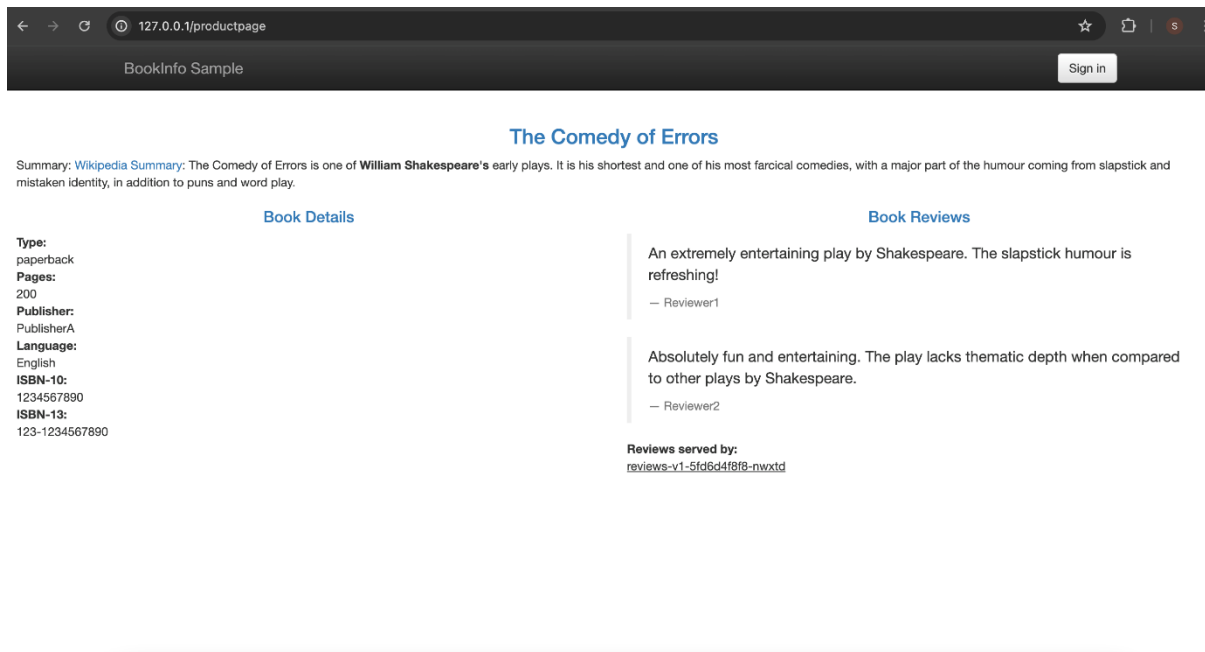 127.0.0.1/productpage
S
BookInfo Sample
Sign in
The Comedy of Errors
Summary: Wikipedia Summary: The Comedy of Errors is one of William Shakespeare's early plays. It is his shortest and one of his most farcical comedies, with a major part of the humour coming from slapstick and
mistaken identity, in addition to puns and word play.
Book Details
Type:
paperback
Pages:
200
Publisher:
PublisherA
Language:
English
ISBN-10:
1234567890
ISBN-13:
123-1234567890
Book Reviews
An extremely entertaining play by Shakespeare. The slapstick humour is
refreshing!
— Reviewer1
Absolutely fun and entertaining. The play lacks thematic depth when compared
to other plays by Shakespeare.
— Reviewer2
Reviews served by:
reviews-v1-5fd6d4f8f8-nwxtd